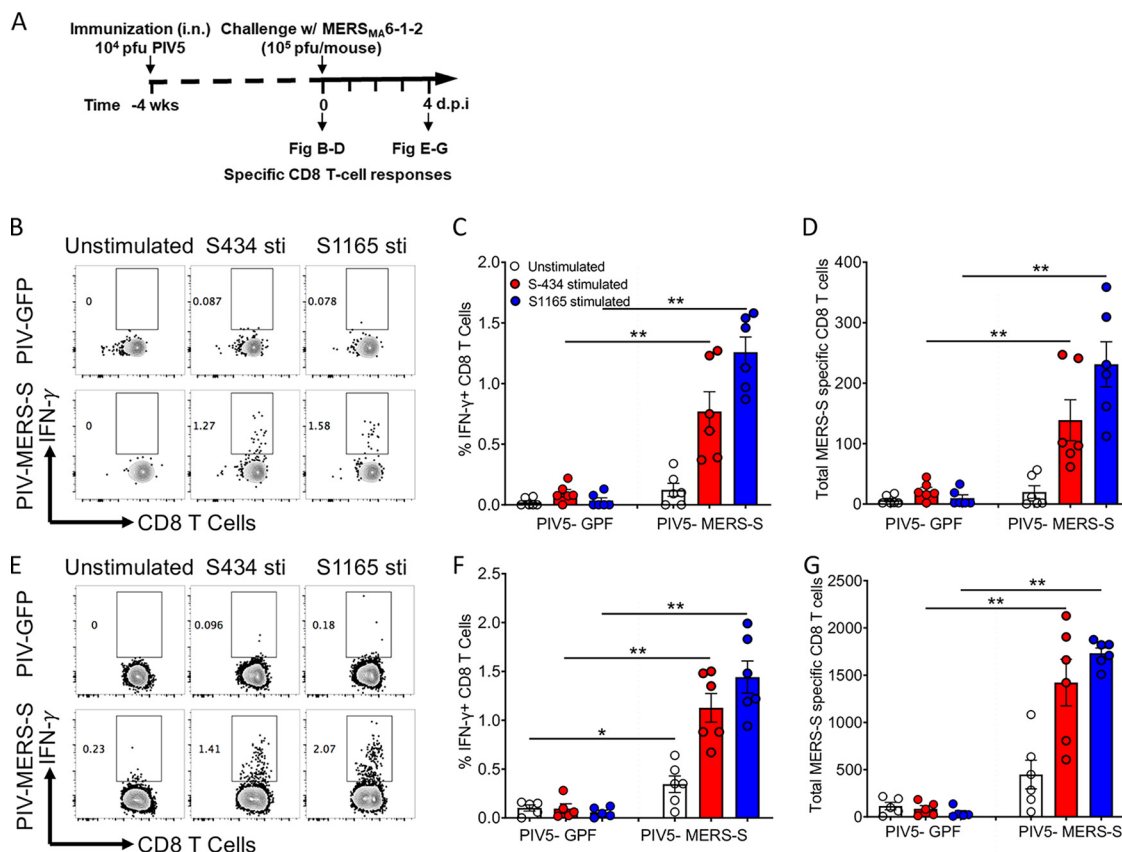 A
Immunization (i.n.)
10⁴ pfu PIV5
Challenge w/ MERS_MA6-1-2
(10⁵ pfu/mouse)
Time -4 wks 0 4 d.p.i
Fig B-D Fig E-G
Specific CD8 T-cell responses
B
Unstimulated S434 sti S1165 sti
PIV-GFP
0 0.087 0.078
PIV-MERS-S
IFN-γ
0 1.27 1.58
CD8 T Cells
C
% IFN-γ+ CD8 T Cells
2.0
1.5
1.0
0.5
0.0
Unstimulated
S-434 stimulated
S1165 stimulated
**
**
PIV5- GPF PIV5- MERS-S
D
Total MERS-S specific CD8 T cells
400
300
200
100
0
**
**
PIV5- GPF PIV5- MERS-S
E
Unstimulated S434 sti S1165 sti
PIV-GFP
0 0.096 0.18
PIV-MERS-S
IFN-γ
0.23 1.41 2.07
CD8 T Cells
F
% IFN-γ+ CD8 T Cells
2.5
2.0
1.5
1.0
0.5
0.0
**
**
*
PIV5- GPF PIV5- MERS-S
G
Total MERS-S specific CD8 T cells
2500
2000
1500
1000
500
0
**
**
PIV5- GPF PIV5- MERS-S